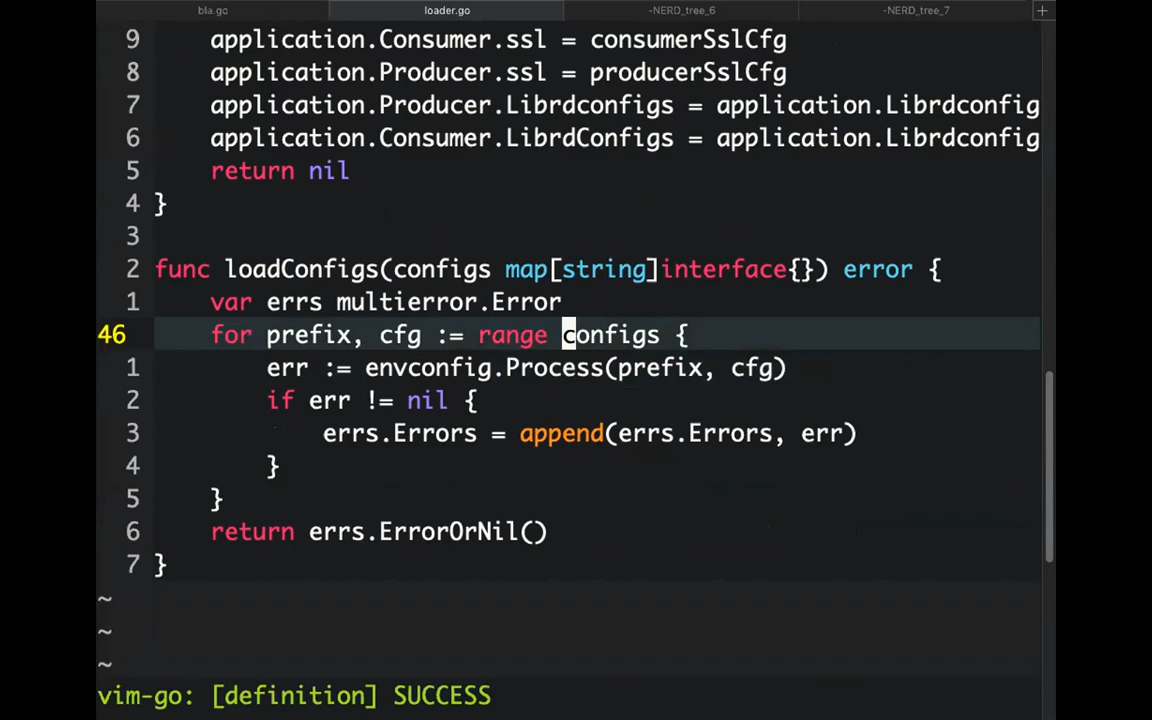 bla.go loader.go -NERD_tree_6 -NERD_tree_7 +
9 application.Consumer.ssl = consumerSslCfg
8 application.Producer.ssl = producerSslCfg
7 application.Producer.Librdconfigs = application.Librdconfig
6 application.Consumer.LibrdConfigs = application.Librdconfig
5 return nil
4 }
3
2 func loadConfigs(configs map[string]interface{}) error {
1 var errs multierror.Error
46 for prefix, cfg := range configs {
1 err := envconfig.Process(prefix, cfg)
2 if err != nil {
3 errs.Errors = append(errs.Errors, err)
4 }
5 }
6 return errs.ErrorOrNil()
7 }
~
~
~
vim-go: [definition] SUCCESS